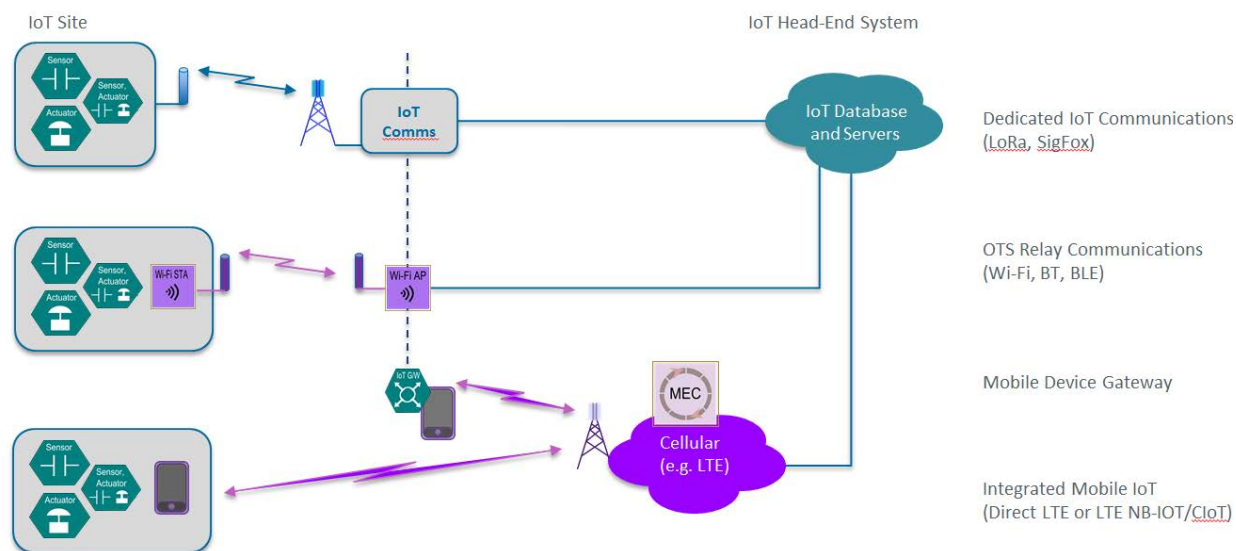 IoT Site
IoT Head-End System
Sensor
Sensor,
Actuator
Actuator
IoT
Comms
IoT Database
and Servers
Dedicated IoT Communications
(LoRa, SigFox)
Sensor
Sensor,
Actuator
Actuator
Wi-Fi STA
Wi-Fi AP
OTS Relay Communications
(Wi-Fi, BT, BLE)
IoT G/W
MEC
Mobile Device Gateway
Sensor
Sensor,
Actuator
Actuator
Cellular
(e.g. LTE)
Integrated Mobile IoT
(Direct LTE or LTE NB-IOT/CIoT)